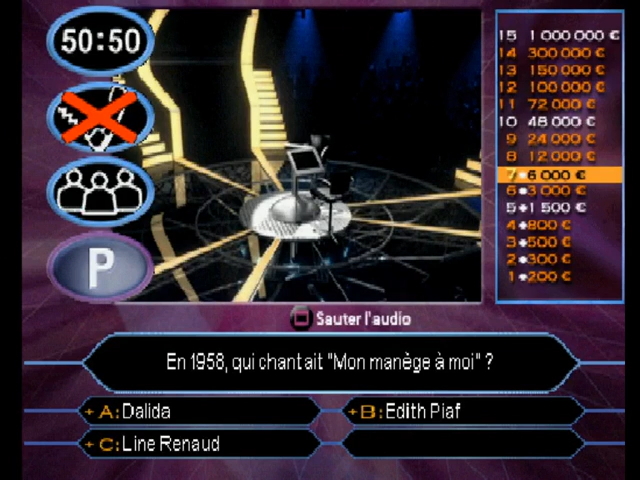 50:50
P
15 1 000 000 €
14 300 000 €
13 150 000 €
12 100 000 €
11 72 000 €
10 48 000 €
9 24 000 €
8 12 000 €
7 6 000 €
6 3 000 €
5 1 500 €
4 800 €
3 500 €
2 300 €
1 200 €
Sauter l'audio
En 1958, qui chantait "Mon manège à moi" ?
A: Dalida
B: Edith Piaf
C: Line Renaud